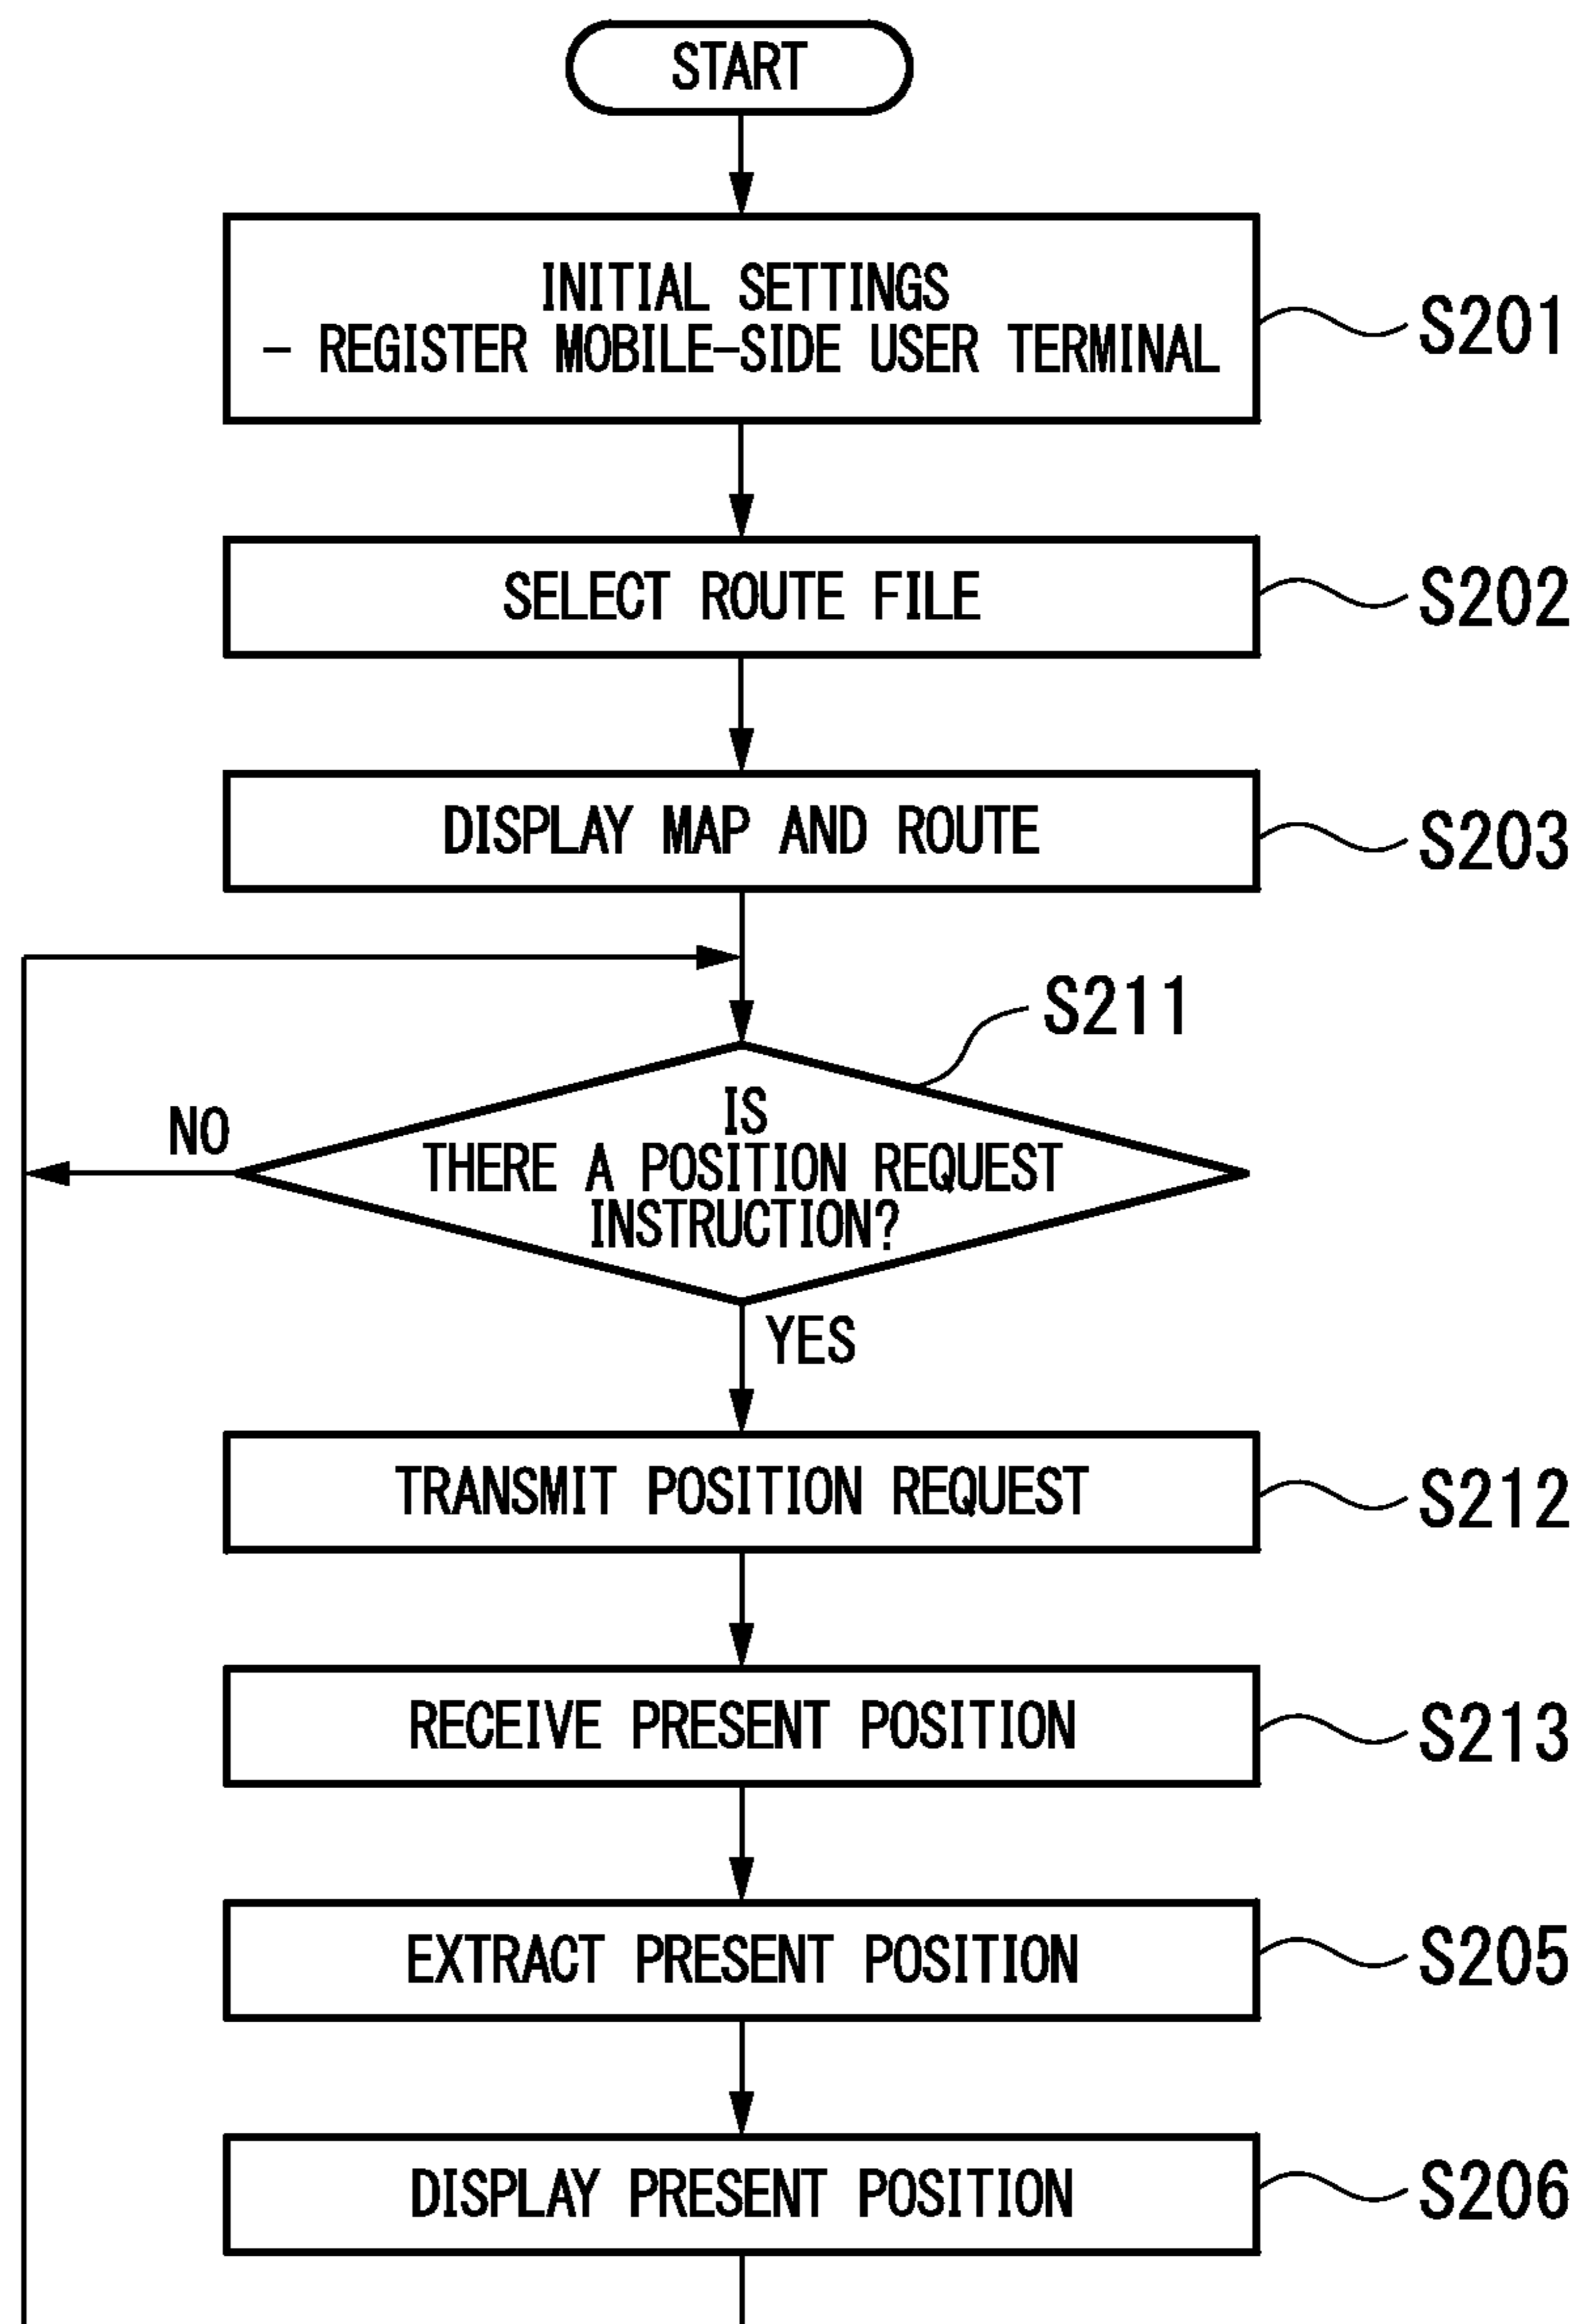 START
INITIAL SETTINGS
- REGISTER MOBILE-SIDE USER TERMINAL
S201
SELECT ROUTE FILE
S202
DISPLAY MAP AND ROUTE
S203
S211
IS
THERE A POSITION REQUEST
INSTRUCTION?
NO
YES
TRANSMIT POSITION REQUEST
S212
RECEIVE PRESENT POSITION
S213
EXTRACT PRESENT POSITION
S205
DISPLAY PRESENT POSITION
S206